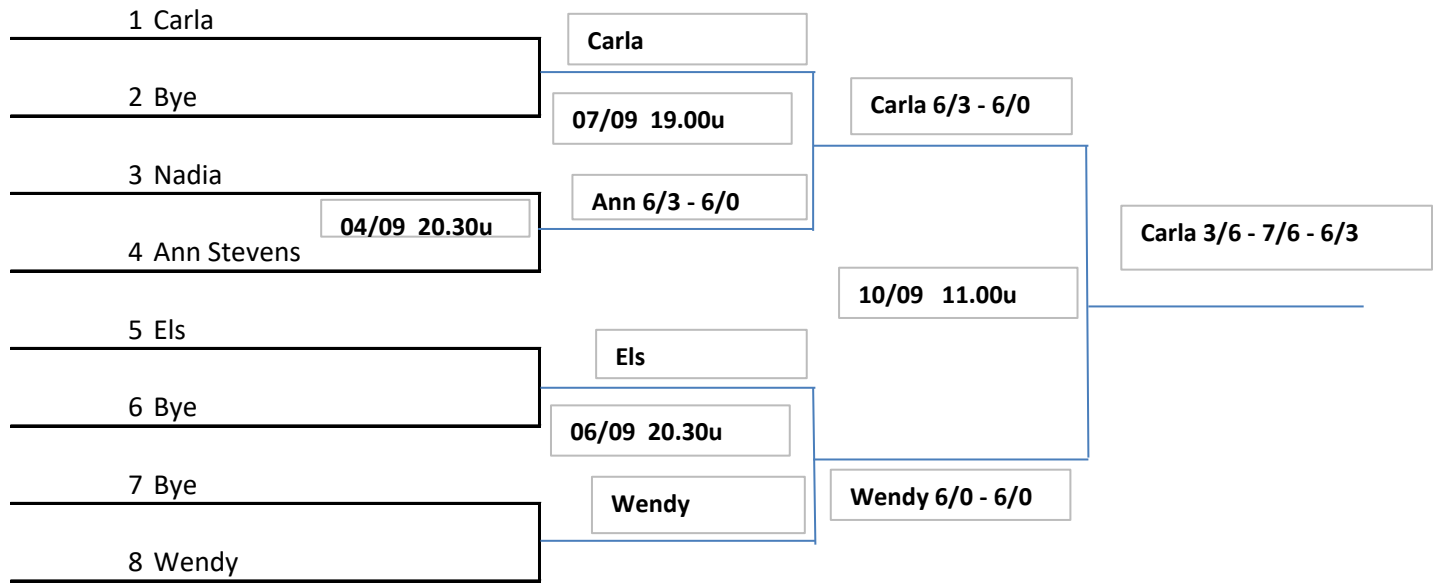 1 Carla
Carla
2 Bye
07/09 19.00u
Carla 6/3 - 6/0
3 Nadia
Ann 6/3 - 6/0
04/09 20.30u
Carla 3/6 - 7/6 - 6/3
4 Ann Stevens
10/09 11.00u
5 Els
Els
6 Bye
06/09 20.30u
7 Bye
Wendy
Wendy 6/0 - 6/0
8 Wendy